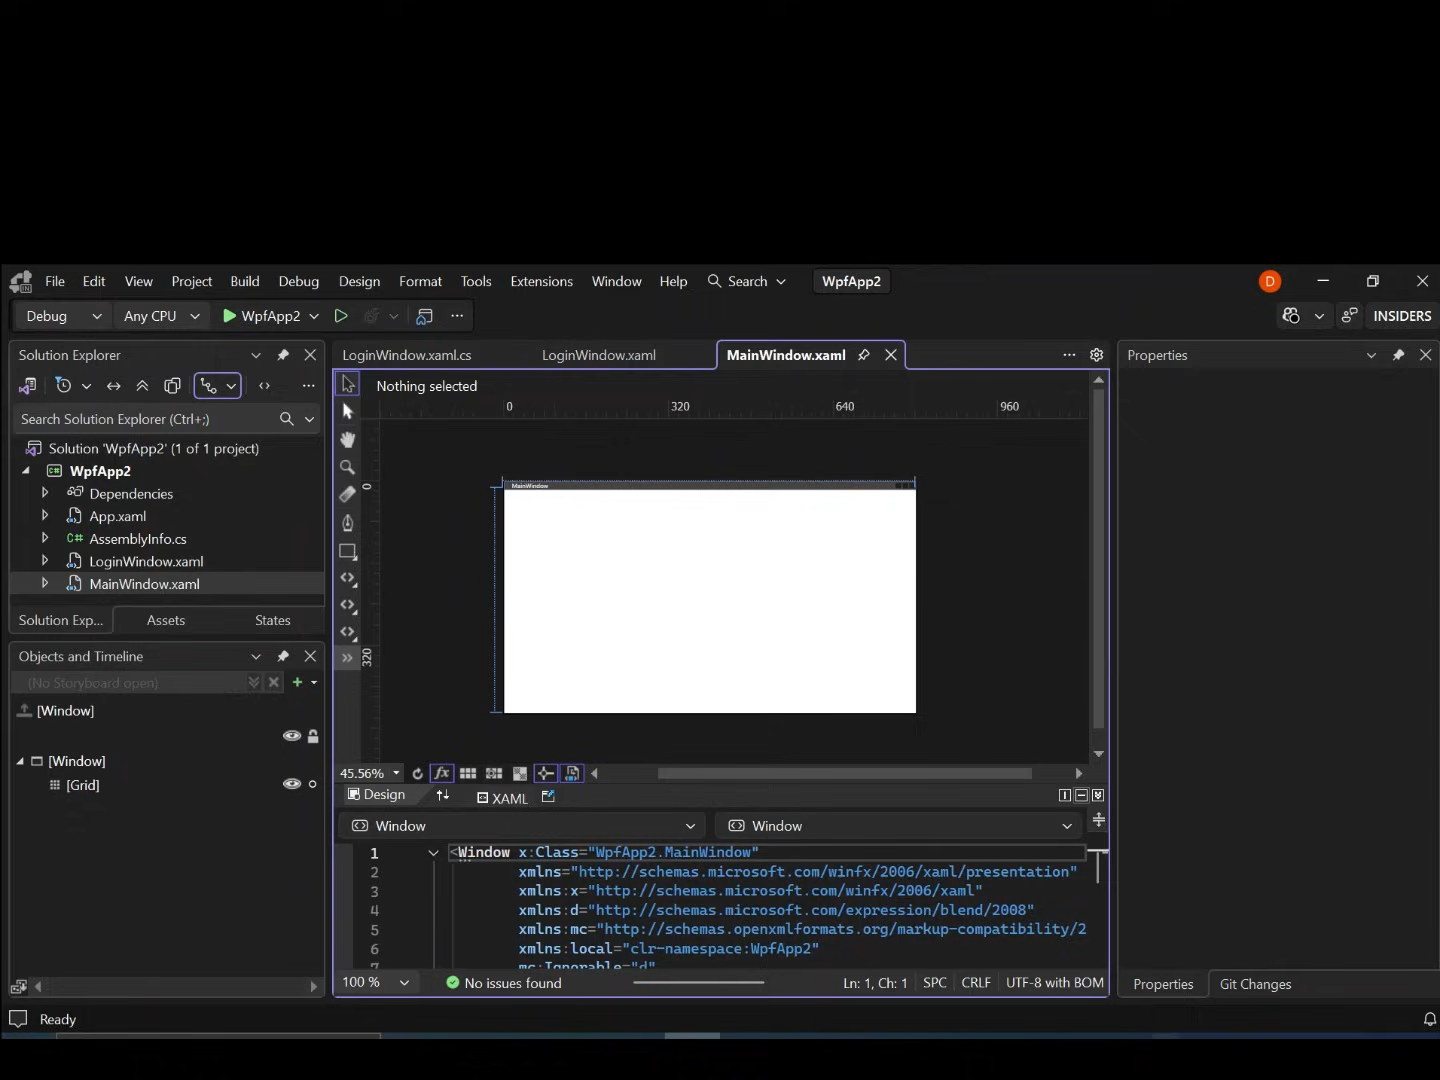 File Edit View Project Build Debug Design Format Tools Extensions Window Help Search WpfApp2 D
Debug Any CPU WpfApp2 INSIDERS
Solution Explorer
Search Solution Explorer (Ctrl+;)
Solution 'WpfApp2' (1 of 1 project)
WpfApp2
Dependencies
App.xaml
C# AssemblyInfo.cs
LoginWindow.xaml
MainWindow.xaml
Solution Exp... Assets States
Objects and Timeline
(No Storyboard open)
[Window]
[Window]
[Grid]
LoginWindow.xaml.cs LoginWindow.xaml MainWindow.xaml
Nothing selected
0 320 640 960
0
320
MainWindow
45.56% fx
Design XAML
Window Window
1 <Window x:Class="WpfApp2.MainWindow"
2 xmlns="http://schemas.microsoft.com/winfx/2006/xaml/presentation"
3 xmlns:x="http://schemas.microsoft.com/winfx/2006/xaml"
4 xmlns:d="http://schemas.microsoft.com/expression/blend/2008"
5 xmlns:mc="http://schemas.openxmlformats.org/markup-compatibility/2
6 xmlns:local="clr-namespace:WpfApp2"
7 mc:Ignorable="d"
100 % No issues found Ln: 1, Ch: 1 SPC CRLF UTF-8 with BOM
Properties
Properties Git Changes
Ready